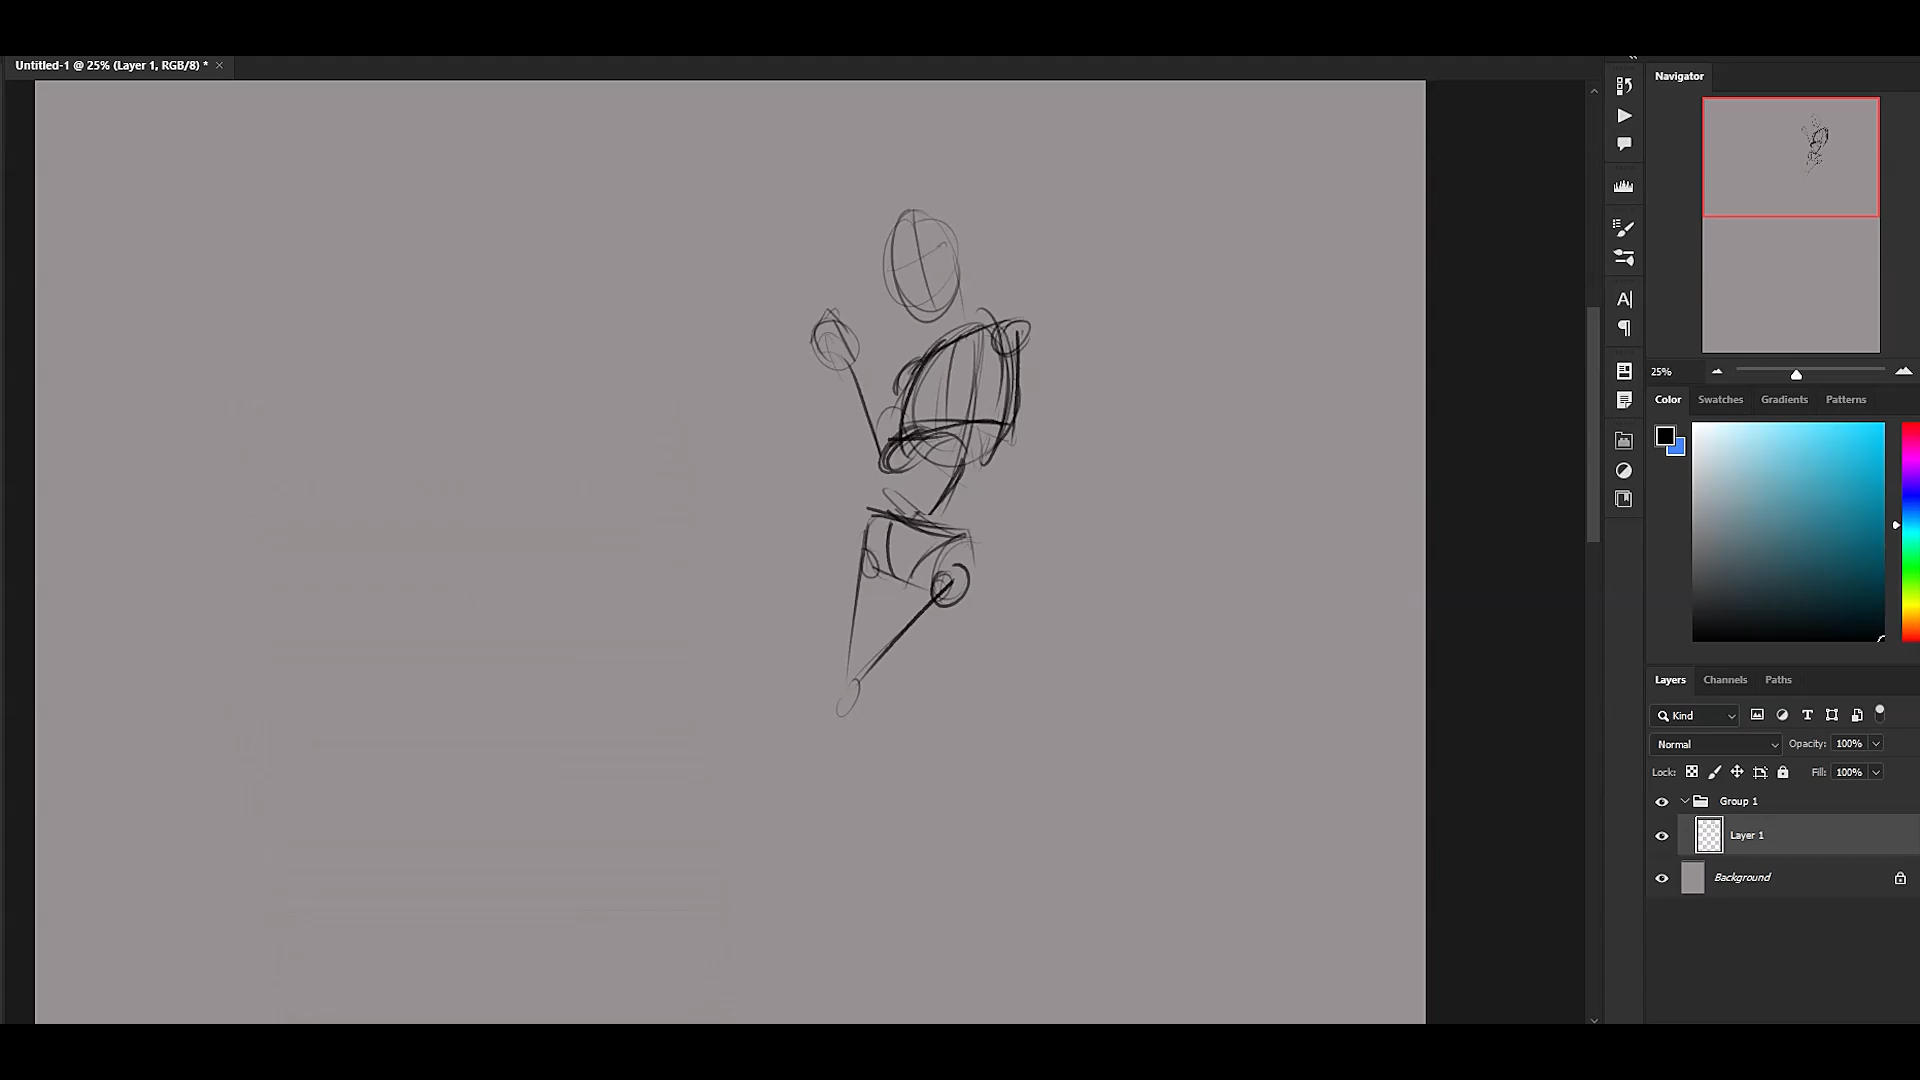 Untitled-1 @ 25% (Layer 1, RGB/8) *
Navigator
25%
Color Swatches Gradients Patterns
Layers Channels Paths
Kind
Normal Opacity: 100%
Lock: Fill: 100%
Group 1
Layer 1
Background